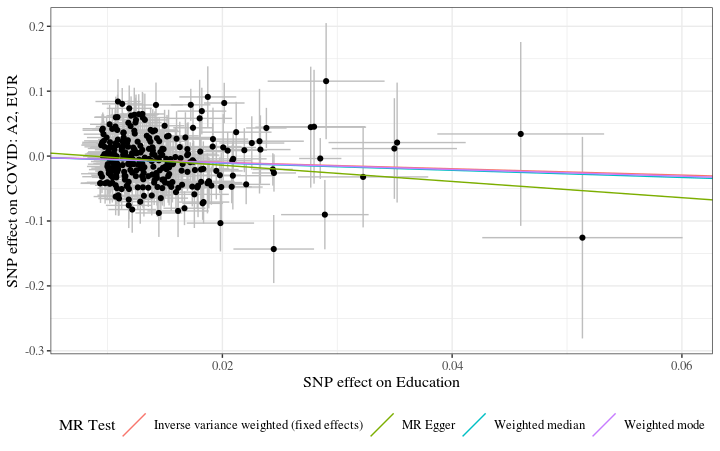 0.2
0.1
0.0
-0.1
-0.2
-0.3
SNP effect on COVID: A2, EUR
0.02 0.04 0.06
SNP effect on Education
MR Test Inverse variance weighted (fixed effects) MR Egger Weighted median Weighted mode